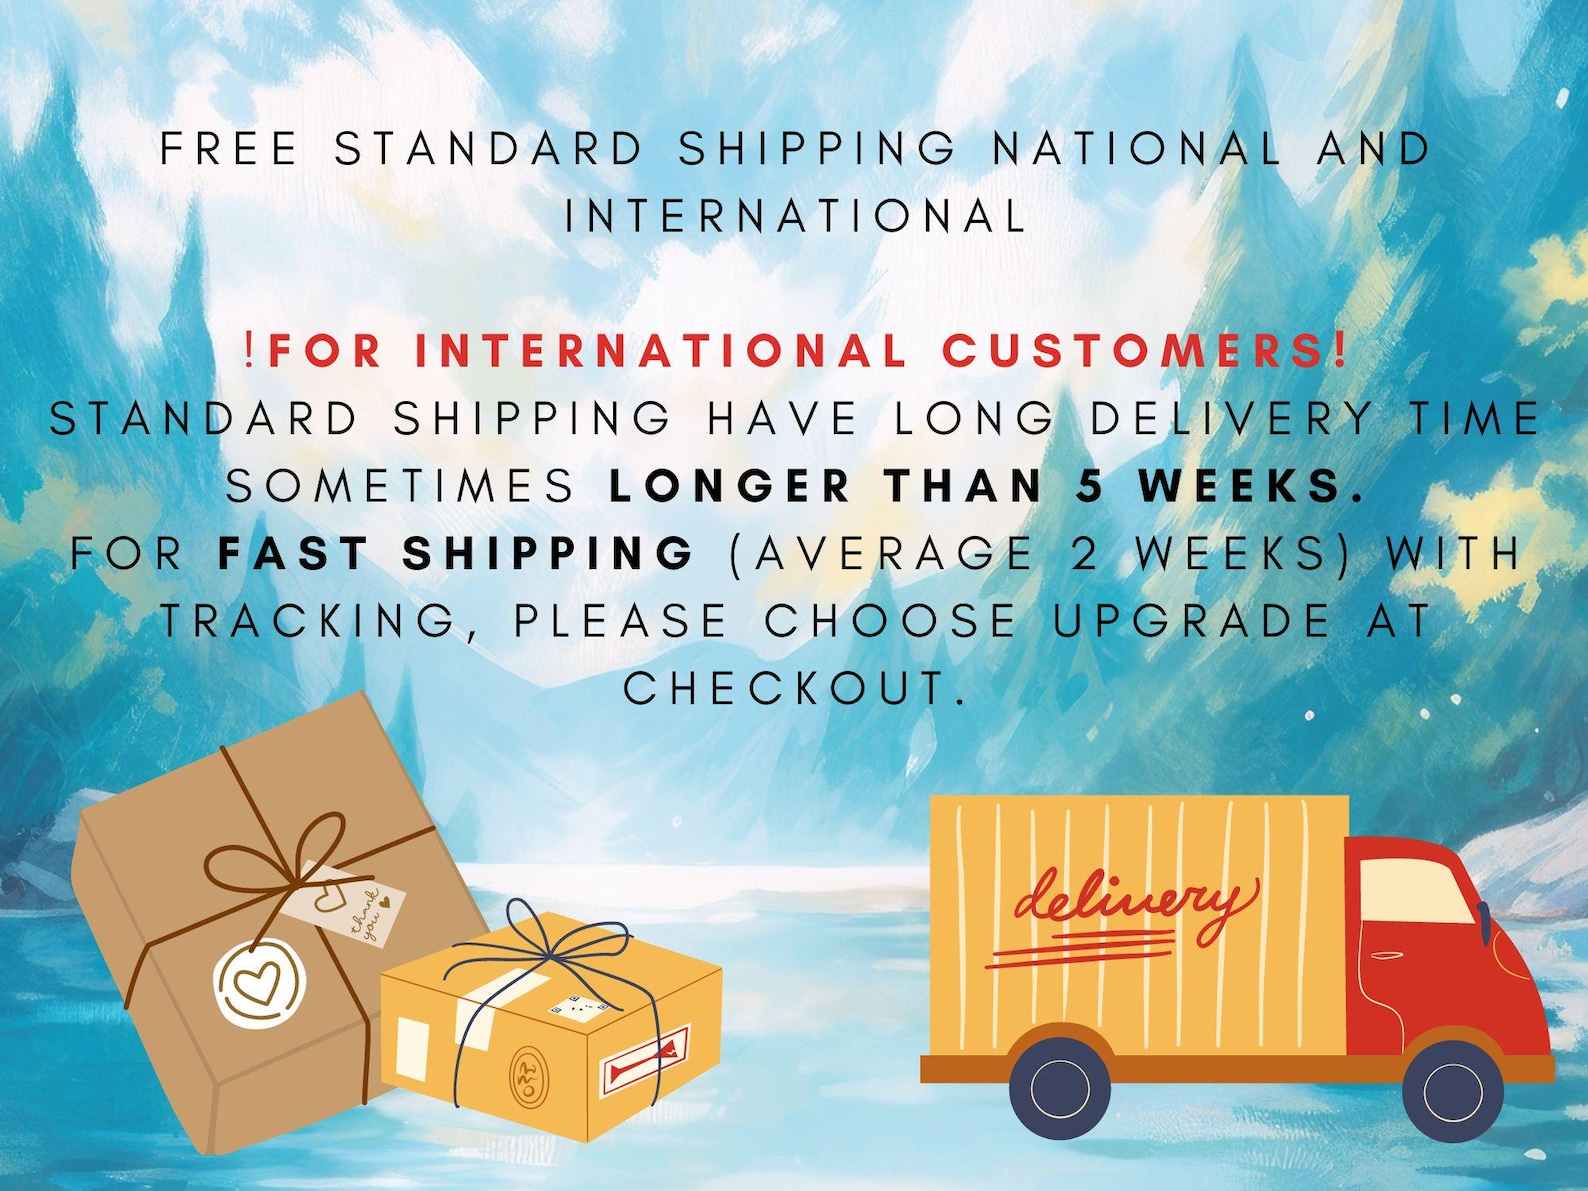 FREE STANDARD SHIPPING NATIONAL AND
INTERNATIONAL
!FOR INTERNATIONAL CUSTOMERS!
STANDARD SHIPPING HAVE LONG DELIVERY TIME
SOMETIMES LONGER THAN 5 WEEKS.
FOR FAST SHIPPING (AVERAGE 2 WEEKS) WITH
TRACKING, PLEASE CHOOSE UPGRADE AT
CHECKOUT.
thank
you
delivery